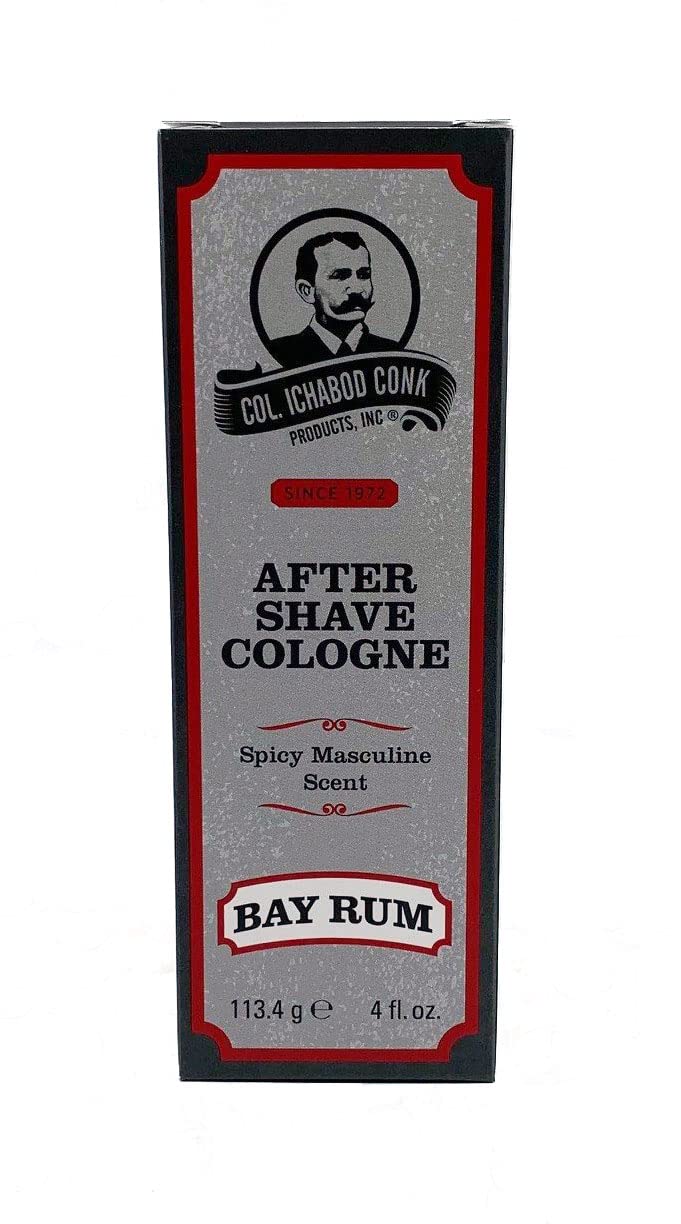 COL. ICHABOD CONK
PRODUCTS, INC ®
SINCE 1972
AFTER
SHAVE
COLOGNE
Spicy Masculine
Scent
BAY RUM
113.4 g ℮ 4 fl. oz.